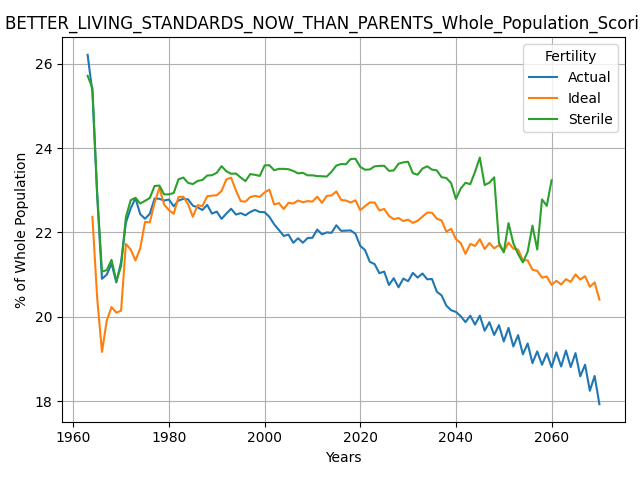 BETTER_LIVING_STANDARDS_NOW_THAN_PARENTS_Whole_Population_Scori
Fertility
Actual
Ideal
Sterile
% of Whole Population
26
24
22
20
18
1960
1980
2000
2020
2040
2060
Years